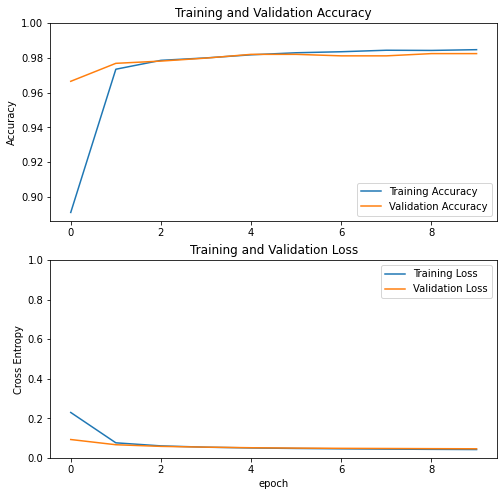 Training and Validation Accuracy
1.00
0.98
0.96
0.94
0.92
0.90
Accuracy
Training Accuracy
Validation Accuracy
0 2 4 6 8
Training and Validation Loss
1.0
0.8
0.6
0.4
0.2
0.0
Cross Entropy
Training Loss
Validation Loss
0 2 4 6 8
epoch